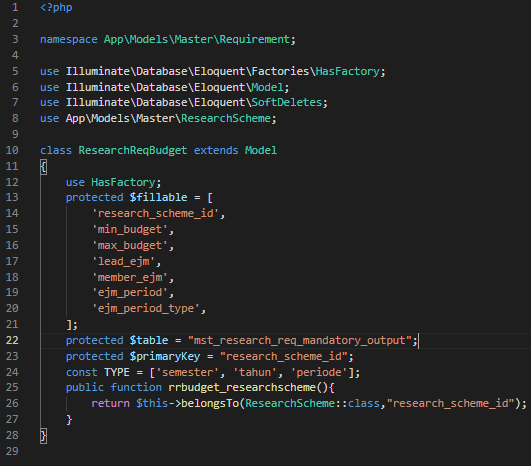 1 <?php
2
3 namespace App\Models\Master\Requirement;
4
5 use Illuminate\Database\Eloquent\Factories\HasFactory;
6 use Illuminate\Database\Eloquent\Model;
7 use Illuminate\Database\Eloquent\SoftDeletes;
8 use App\Models\Master\ResearchScheme;
9
10 class ResearchReqBudget extends Model
11 {
12     use HasFactory;
13     protected $fillable = [
14         'research_scheme_id',
15         'min_budget',
16         'max_budget',
17         'lead_ejm',
18         'member_ejm',
19         'ejm_period',
20         'ejm_period_type',
21     ];
22     protected $table = "mst_research_req_mandatory_output";
23     protected $primaryKey = "research_scheme_id";
24     const TYPE = ['semester', 'tahun', 'periode'];
25     public function rrbudget_researchscheme(){
26         return $this->belongsTo(ResearchScheme::class,"research_scheme_id");
27     }
28 }
29